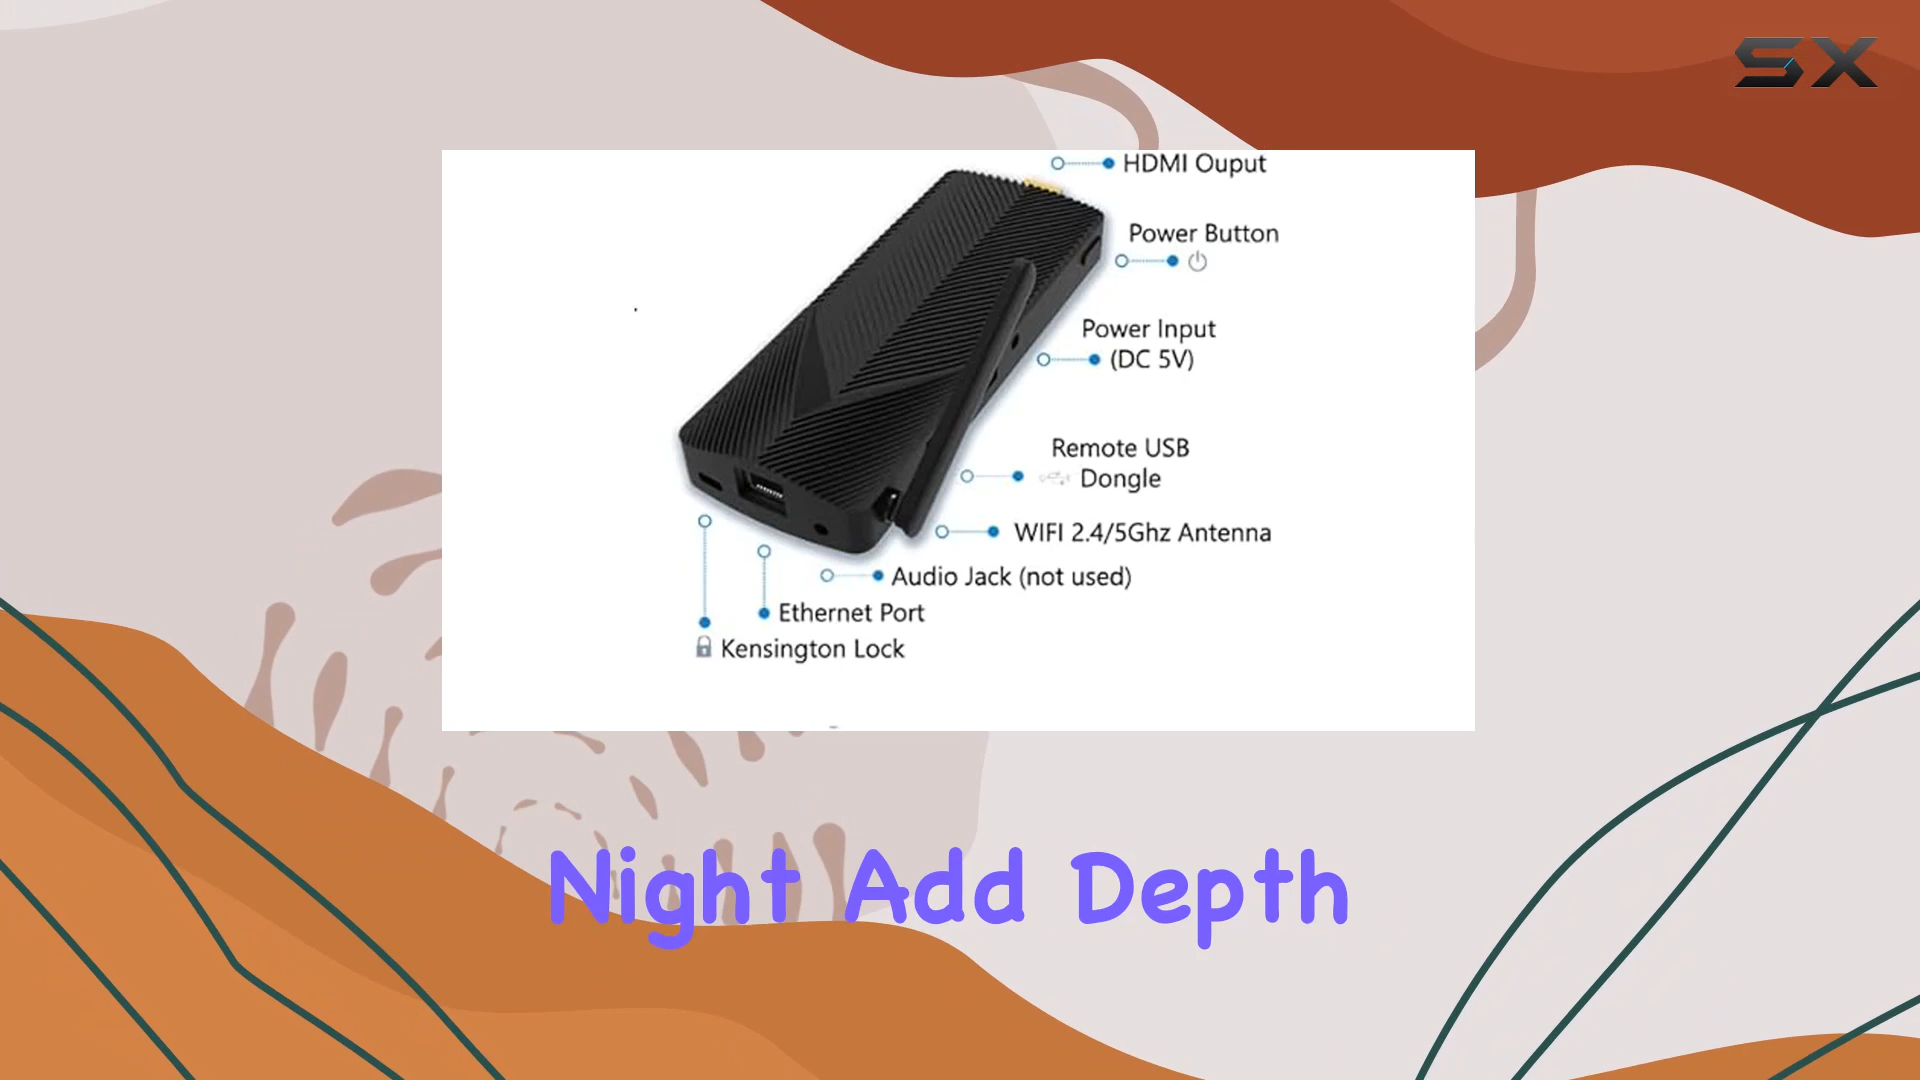 SX
HDMI Ouput
Power Button
Power Input
(DC 5V)
Remote USB
Dongle
WIFI 2.4/5Ghz Antenna
Audio Jack (not used)
Ethernet Port
Kensington Lock
Night Add Depth